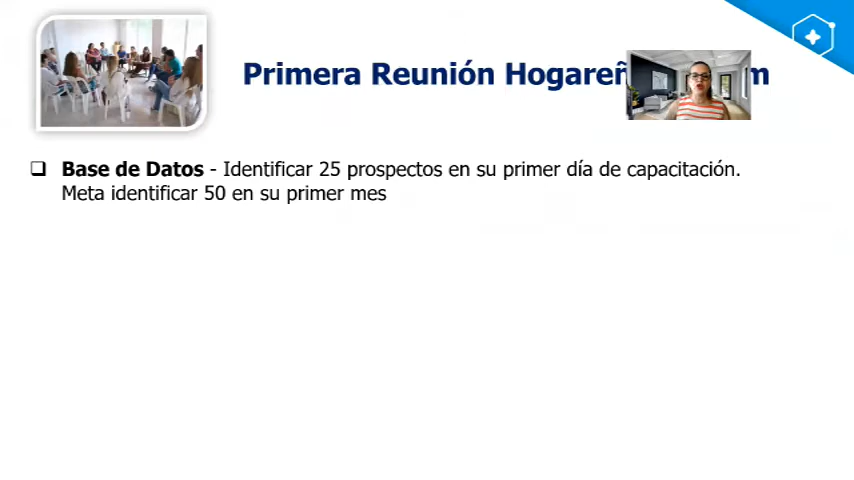 Primera Reunión Hogareñ m
❑ Base de Datos - Identificar 25 prospectos en su primer día de capacitación.
Meta identificar 50 en su primer mes